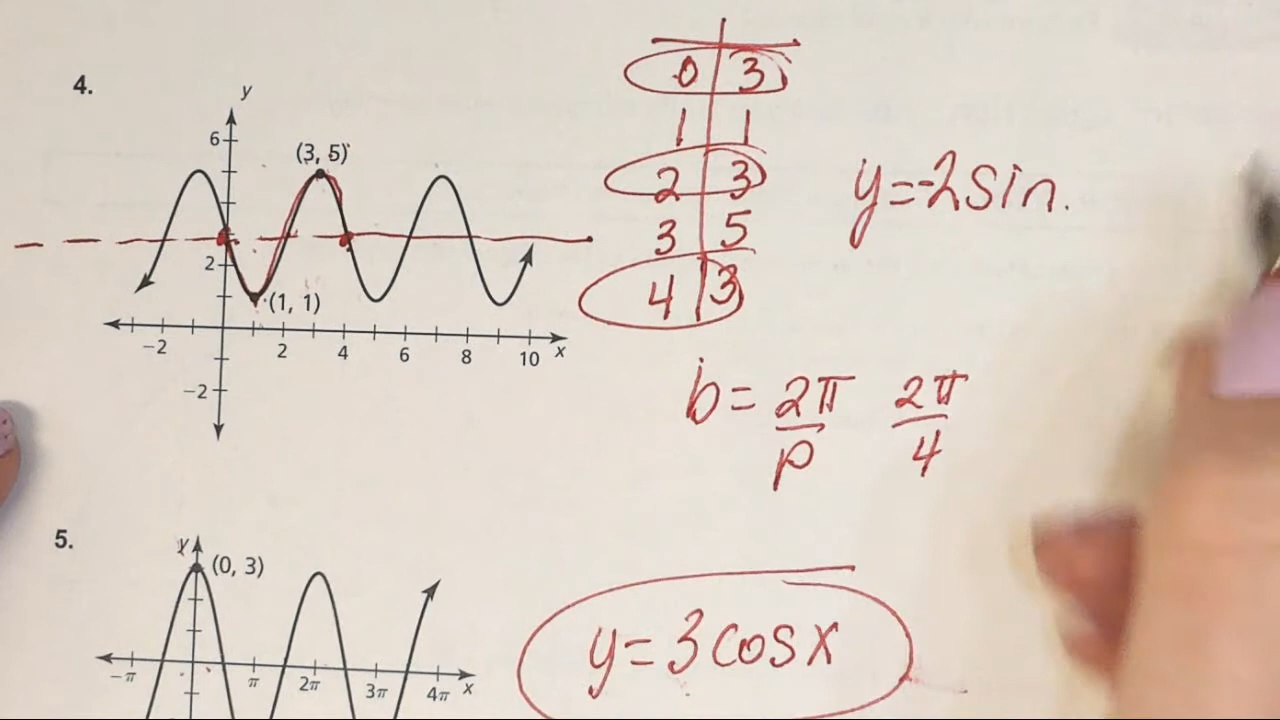 4.
y
6
(3, 5)
2
(1, 1)
−2 2 4 6 8 10 x
−2
0 3
1 1
2 3
3 5
4 3
y=-2sin.
b= 2π/p 2π/4
5.
y
(0, 3)
−π π 2π 3π 4π x
y=3cosx